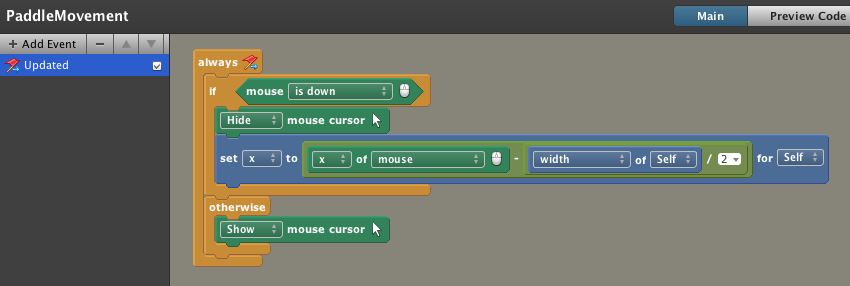 PaddleMovement
Main
Preview Code
+ Add Event
Updated
always
if mouse is down
Hide mouse cursor
set x to x of mouse - width of Self / 2 for Self
otherwise
Show mouse cursor